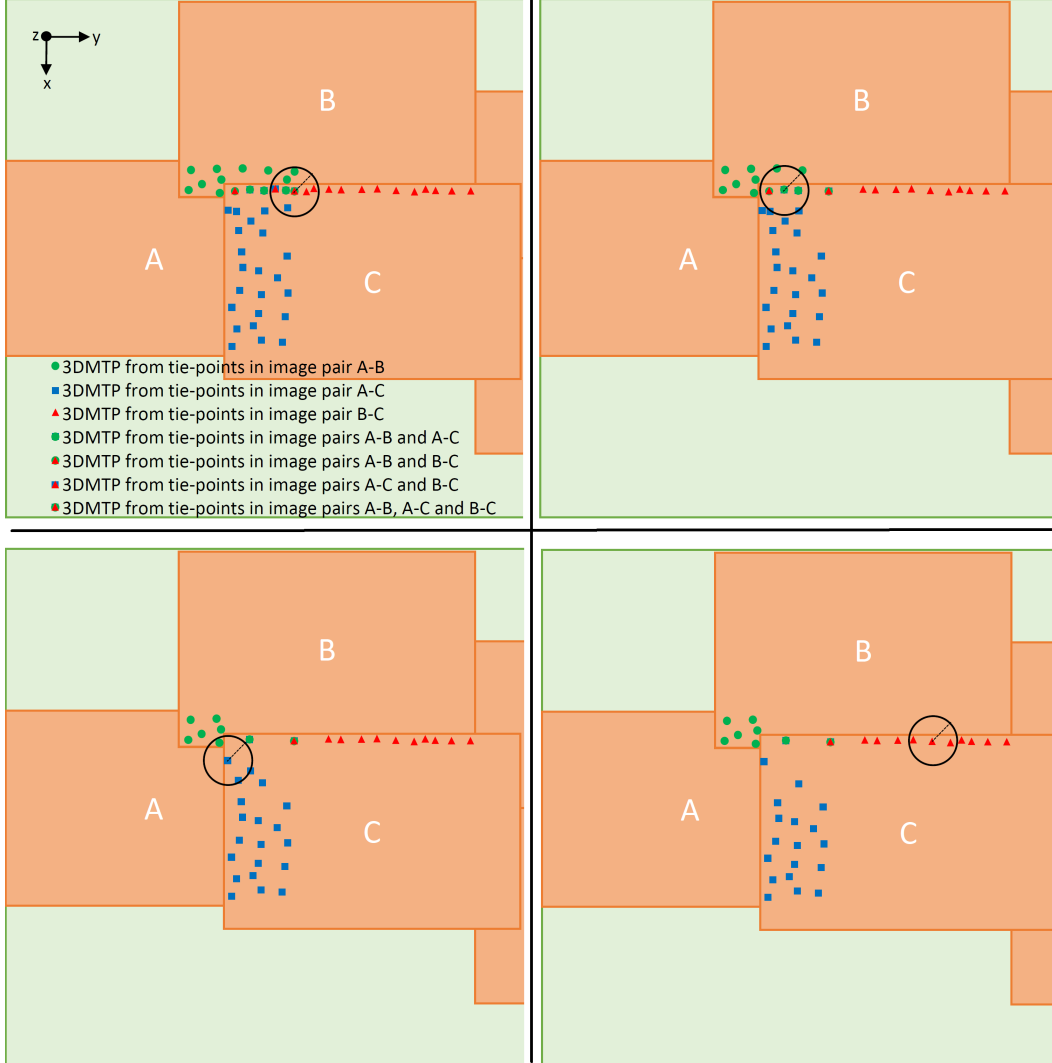 z
y
x
B
A
C
3DMTP from tie-points in image pair A-B
3DMTP from tie-points in image pair A-C
3DMTP from tie-points in image pair B-C
3DMTP from tie-points in image pairs A-B and A-C
3DMTP from tie-points in image pairs A-B and B-C
3DMTP from tie-points in image pairs A-C and B-C
3DMTP from tie-points in image pairs A-B, A-C and B-C
B
A
C
B
A
C
B
A
C